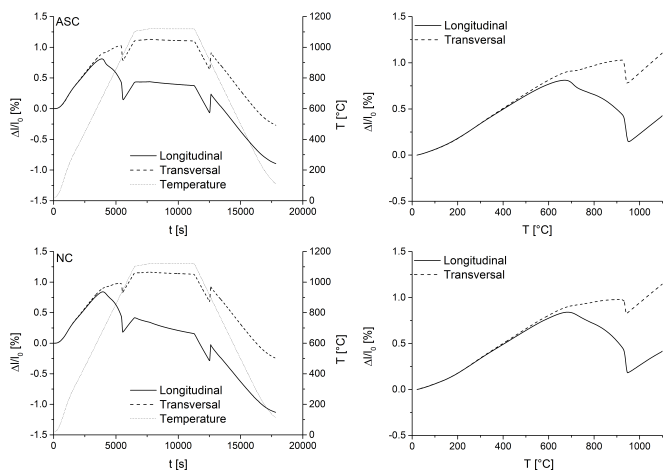 ASC
1.5
1.0
0.5
0.0
-0.5
-1.0
-1.5
Δl/l0 [%]
1200
1000
800
600
400
200
0
T [°C]
Longitudinal
Transversal
Temperature
0 5000 10000 15000 20000
t [s]
Longitudinal
Transversal
1.5
1.0
0.5
0.0
-0.5
Δl/l0 [%]
0 200 400 600 800 1000
T [°C]
NC
1.5
1.0
0.5
0.0
-0.5
-1.0
-1.5
Δl/l0 [%]
1200
1000
800
600
400
200
0
T [°C]
Longitudinal
Transversal
Temperature
0 5000 10000 15000 20000
t [s]
Longitudinal
Transversal
1.5
1.0
0.5
0.0
-0.5
Δl/l0 [%]
0 200 400 600 800 1000
T [°C]